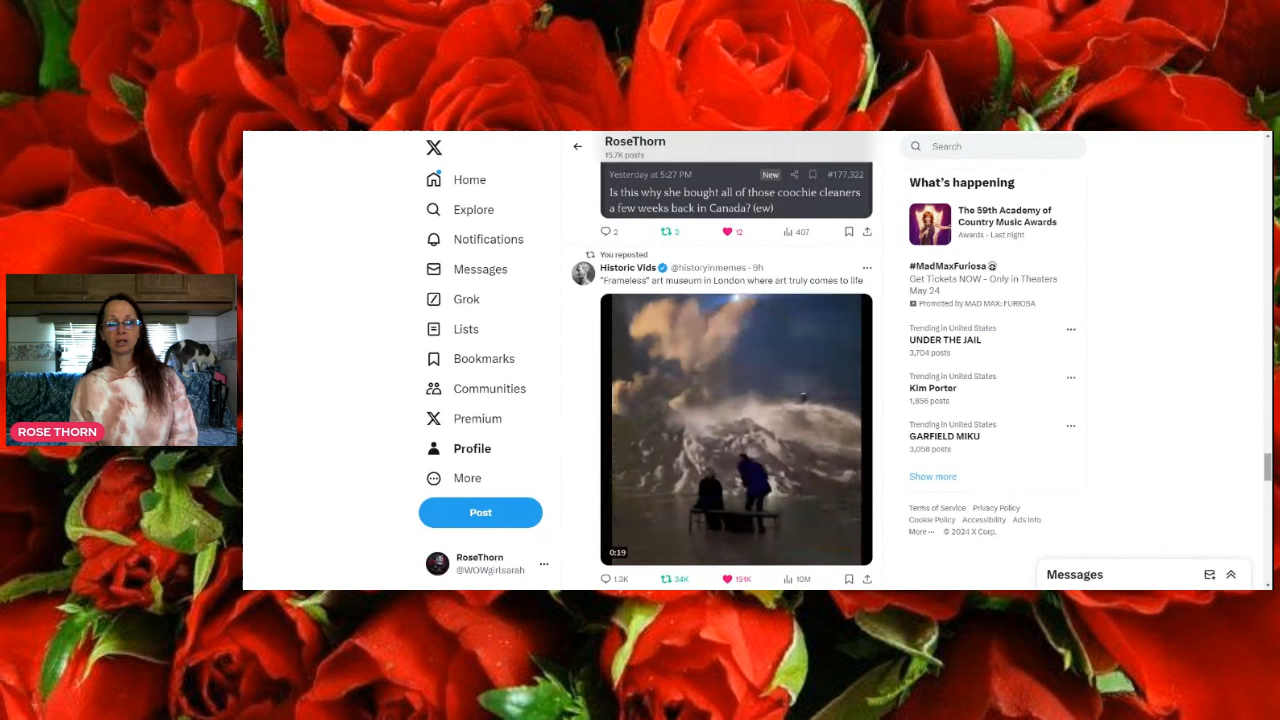 Home
Explore
Notifications
Messages
Grok
Lists
Bookmarks
Communities
Premium
Profile
More
Post
RoseThorn
@WOWgirlsarah
RoseThorn
15.7K posts
Yesterday at 5:27 PM New #177,322
Is this why she bought all of those coochie cleaners
a few weeks back in Canada? (ew)
2 3 12 407
You reposted
Historic Vids @historyinmemes · 9h
"Frameless" art museum in London where art truly comes to life
0:19
1.3K 34K 191K 10M
Search
What's happening
The 59th Academy of
Country Music Awards
Awards · Last night
#MadMaxFuriosa
Get Tickets NOW – Only in Theaters
May 24
Promoted by MAD MAX: FURIOSA
Trending in United States
UNDER THE JAIL
3,704 posts
Trending in United States
Kim Porter
1,856 posts
Trending in United States
GARFIELD MIKU
3,058 posts
Show more
Terms of Service Privacy Policy
Cookie Policy Accessibility Ads info
More ··· © 2024 X Corp.
Messages
ROSE THORN